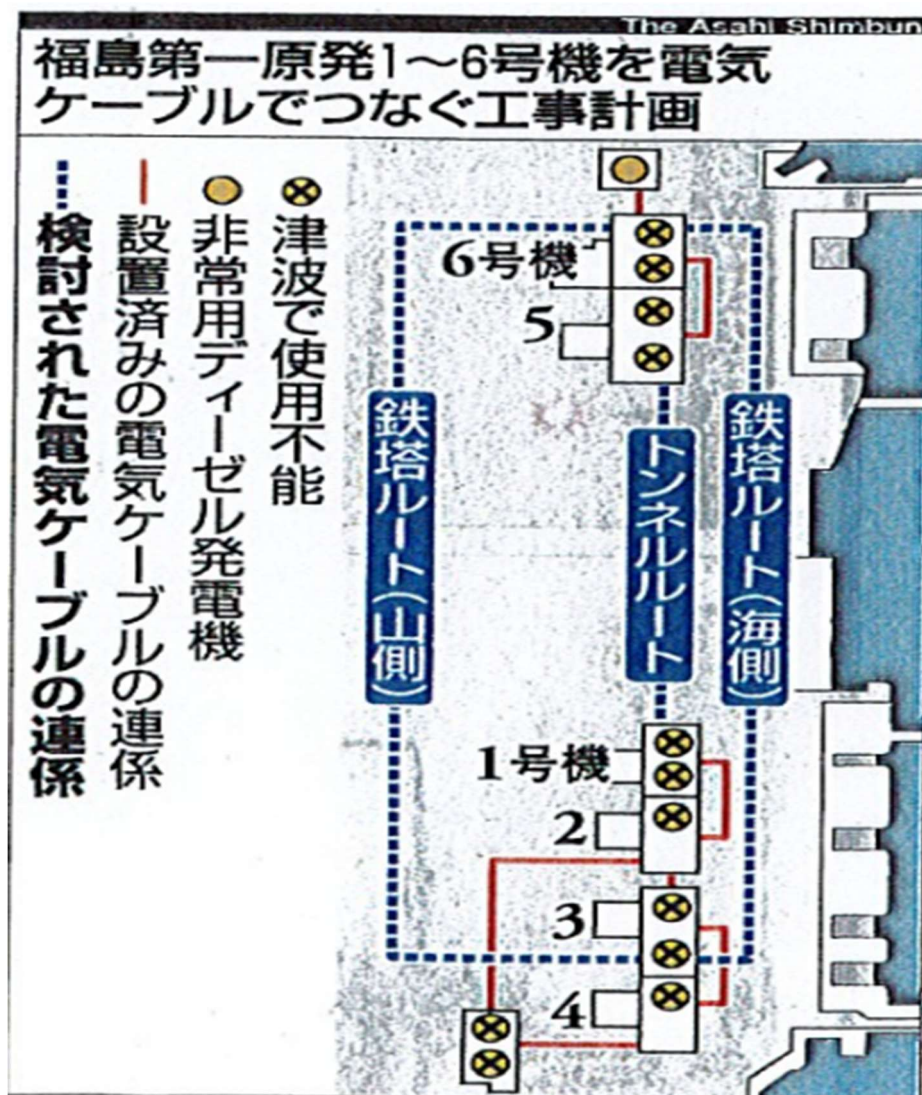 The Asahi Shimbun
福島第一原発1〜6号機を電気
ケーブルでつなぐ工事計画
津波で使用不能
非常用ディーゼル発電機
設置済みの電気ケーブルの連係
検討された電気ケーブルの連係
6号機
5
鉄塔ルート(海側)
トンネルルート
鉄塔ルート(山側)
1号機
2
3
4